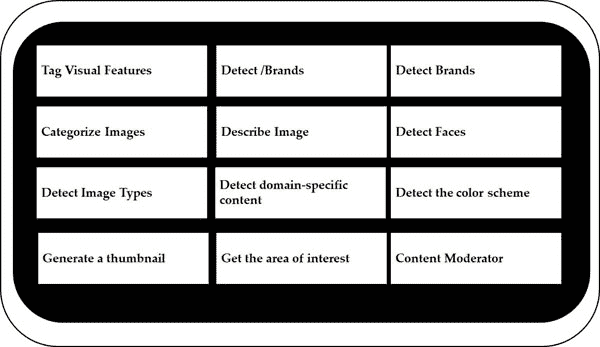 Tag Visual Features
Detect /Brands
Detect Brands
Categorize Images
Describe Image
Detect Faces
Detect Image Types
Detect domain-specific
content
Detect the color scheme
Generate a thumbnail
Get the area of interest
Content Moderator